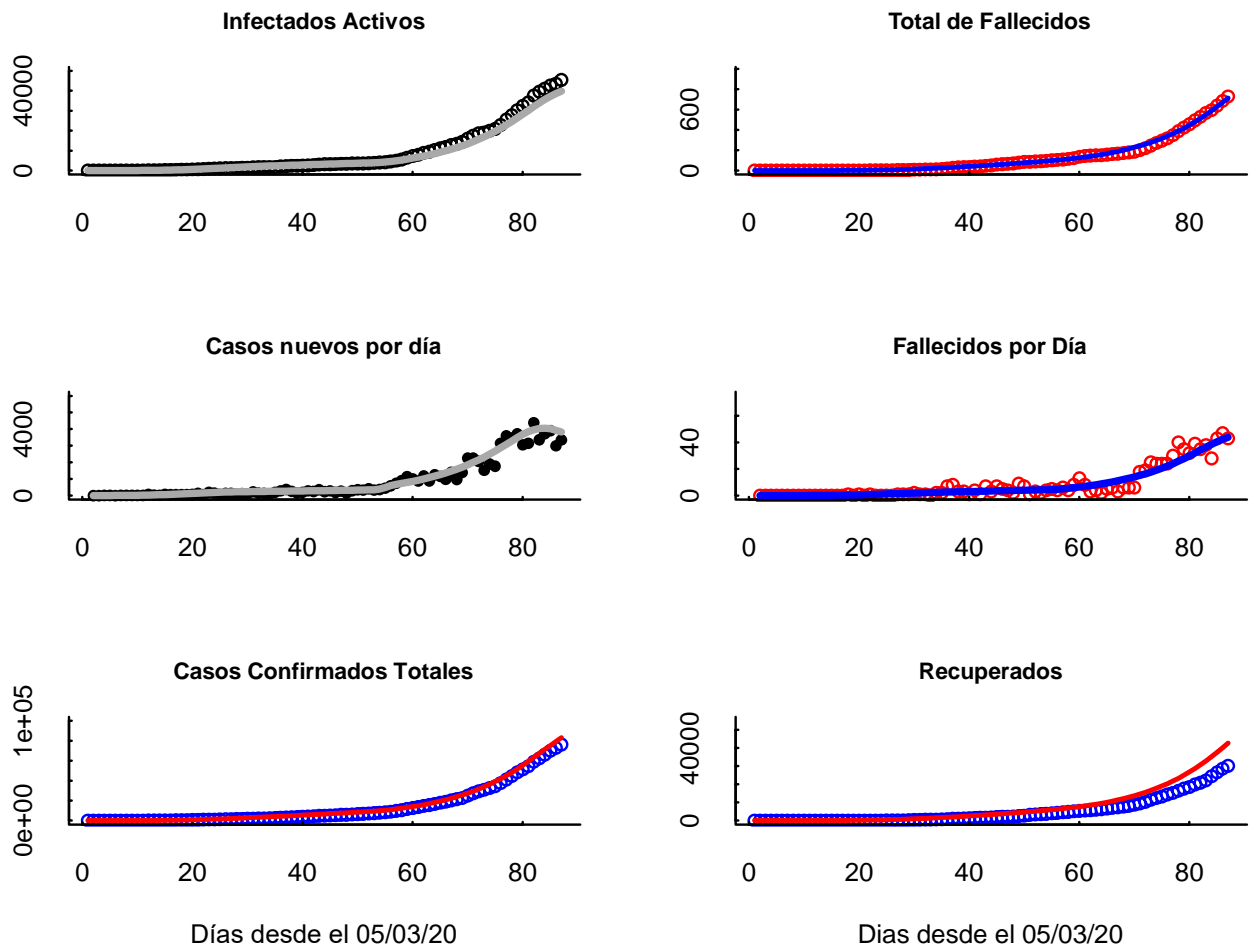 Infectados Activos
40000
0
0 20 40 60 80
Total de Fallecidos
600
0
0 20 40 60 80
Casos nuevos por día
4000
0
0 20 40 60 80
Fallecidos por Día
40
0
0 20 40 60 80
Casos Confirmados Totales
1e+05
0e+00
0 20 40 60 80
Días desde el 05/03/20
Recuperados
40000
0
0 20 40 60 80
Dias desde el 05/03/20